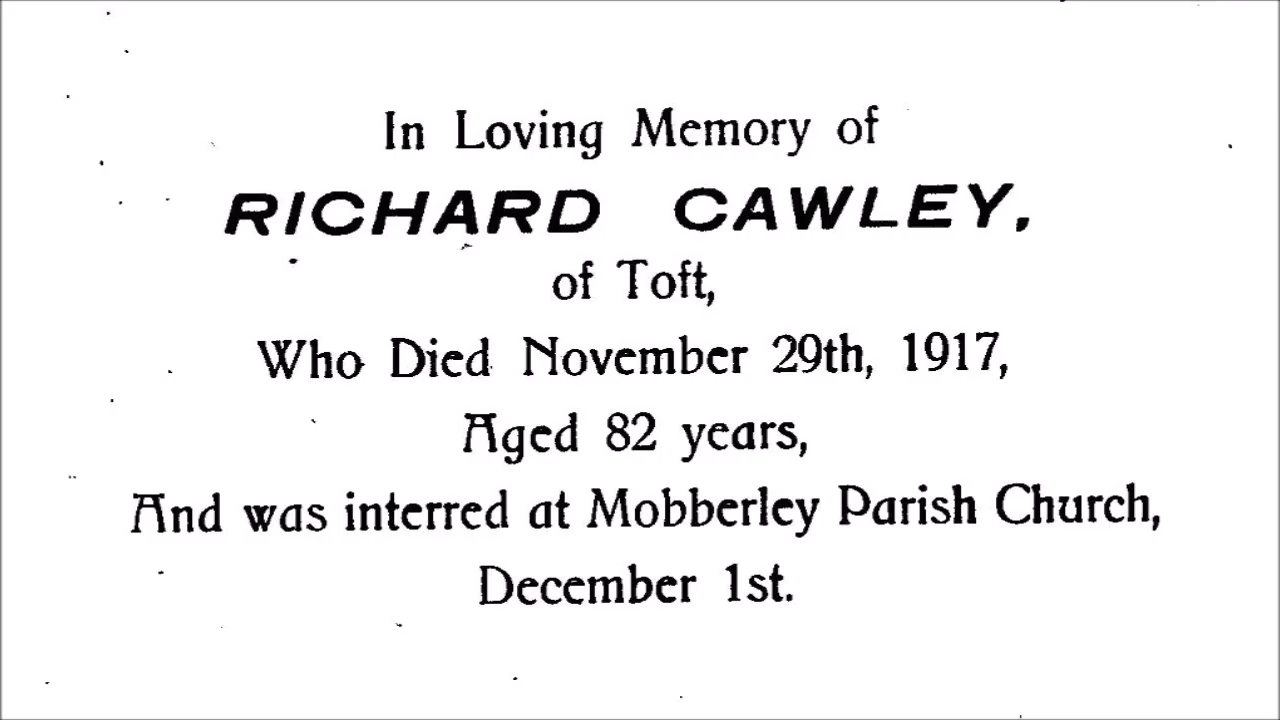 In Loving Memory of
RICHARD CAWLEY,
of Toft,
Who Died November 29th, 1917,
Aged 82 years,
And was interred at Mobberley Parish Church,
December 1st.